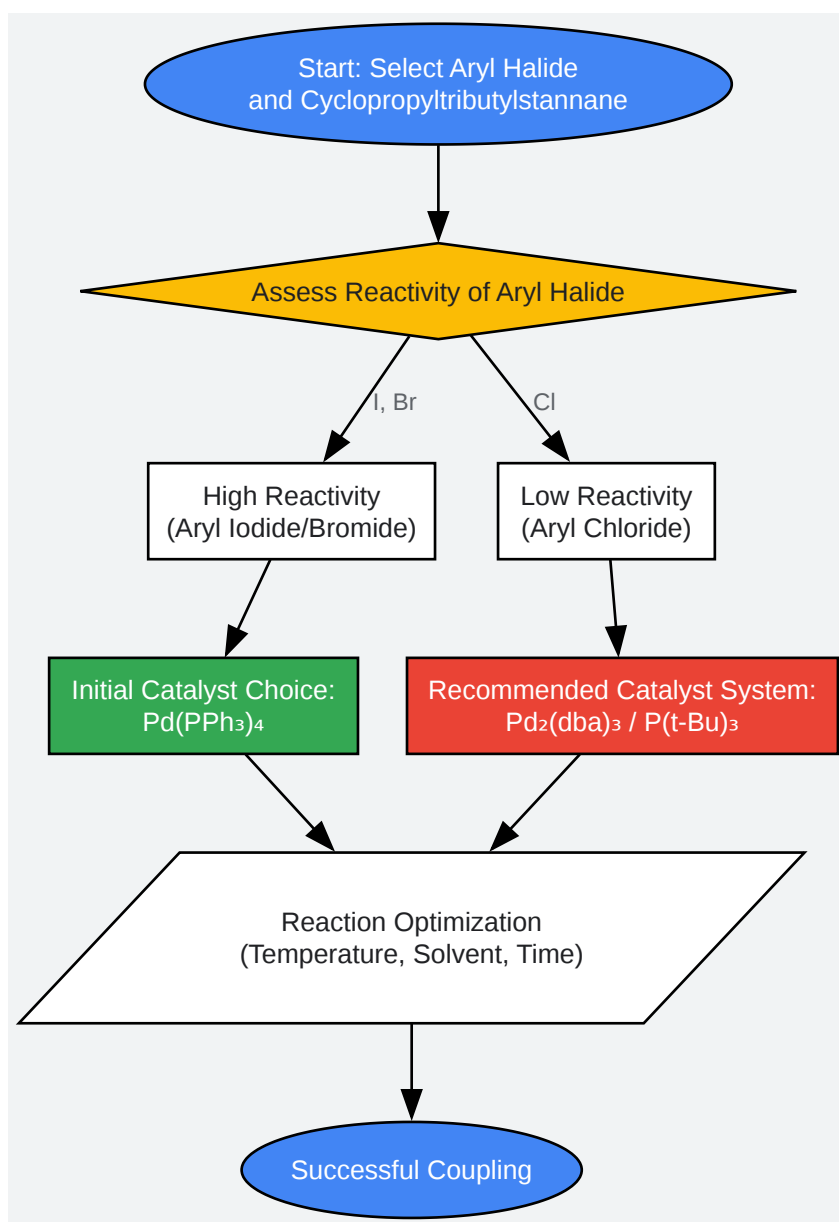 Start: Select Aryl Halide
and Cyclopropyltributylstannane
Assess Reactivity of Aryl Halide
I, Br
Cl
High Reactivity
(Aryl Iodide/Bromide)
Low Reactivity
(Aryl Chloride)
Initial Catalyst Choice:
Pd(PPh₃)₄
Recommended Catalyst System:
Pd₂(dba)₃ / P(t-Bu)₃
Reaction Optimization
(Temperature, Solvent, Time)
Successful Coupling